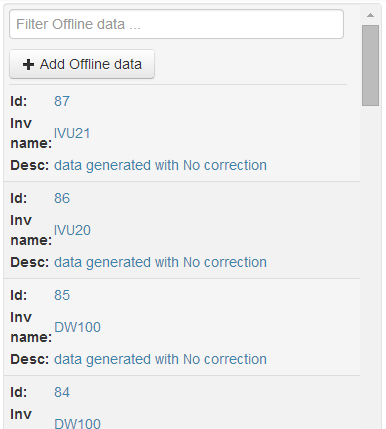 Filter Offline data ...
Add Offline data
Id: 87
Inv name: IVU21
Desc: data generated with No correction
Id: 86
Inv name: IVU20
Desc: data generated with No correction
Id: 85
Inv name: DW100
Desc: data generated with No correction
Id: 84
Inv DW100